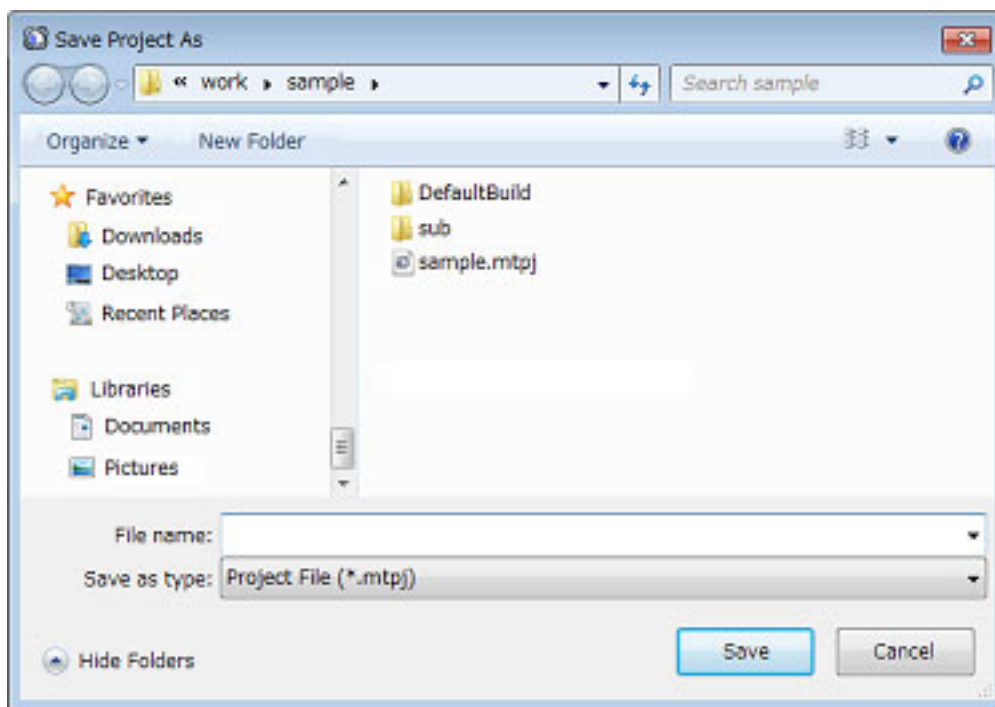 Save Project As
« work ▸ sample ▸
Search sample
Organize ▾ New Folder
Favorites
Downloads
Desktop
Recent Places
Libraries
Documents
Pictures
DefaultBuild
sub
sample.mtpj
File name:
Save as type: Project File (*.mtpj)
Hide Folders
Save
Cancel